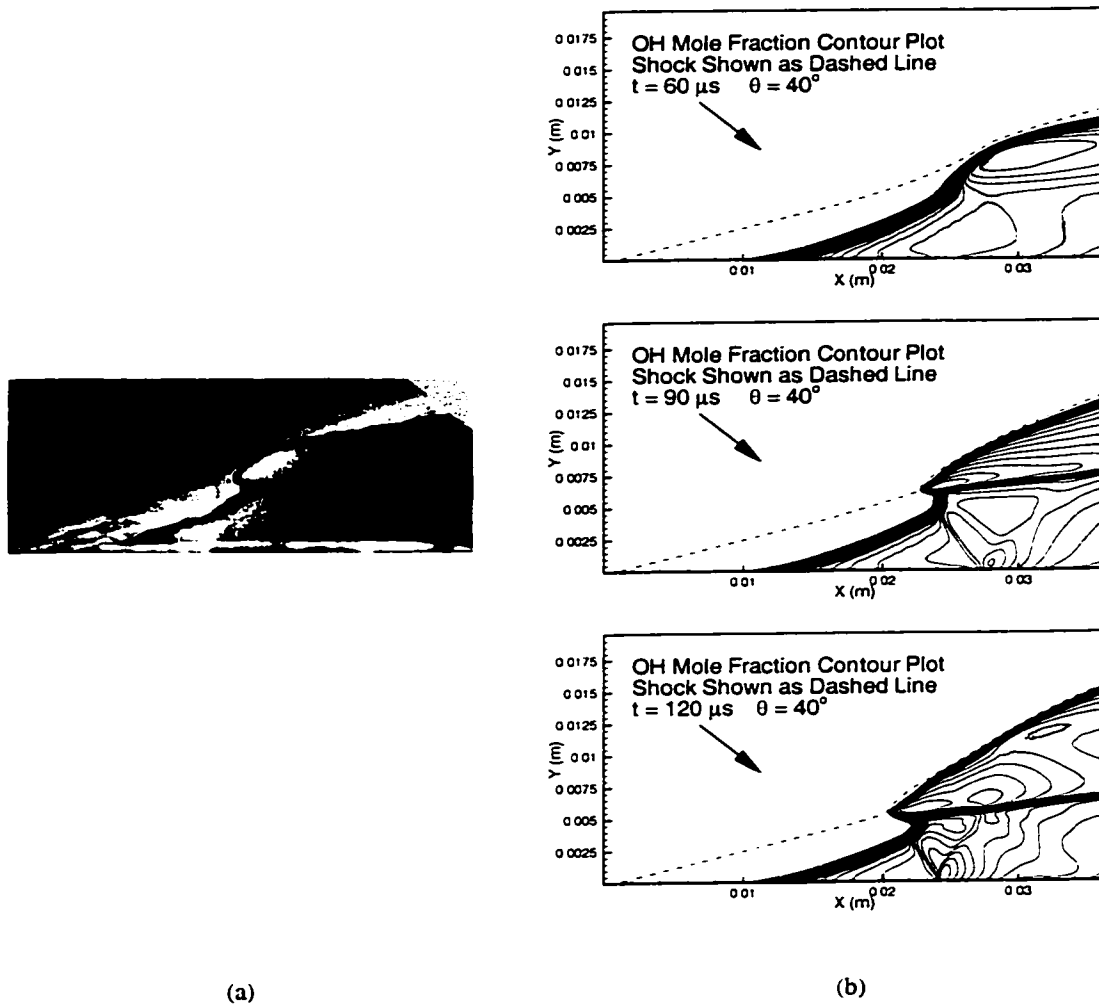 0 0175
0 015
0 0125
0 01
0 0075
0 005
0 0025
Y (m)
OH Mole Fraction Contour Plot
Shock Shown as Dashed Line
t = 60 μs θ = 40°
0 01
0 02
0 03
X (m)
0 0175
0 015
0 0125
0 01
0 0075
0 005
0 0025
Y (m)
OH Mole Fraction Contour Plot
Shock Shown as Dashed Line
t = 90 μs θ = 40°
0 01
0 02
0 03
X (m)
0 0175
0 015
0 0125
0 01
0 0075
0 005
0 0025
Y (m)
OH Mole Fraction Contour Plot
Shock Shown as Dashed Line
t = 120 μs θ = 40°
0 01
0 02
0 03
X (m)
(a)
(b)